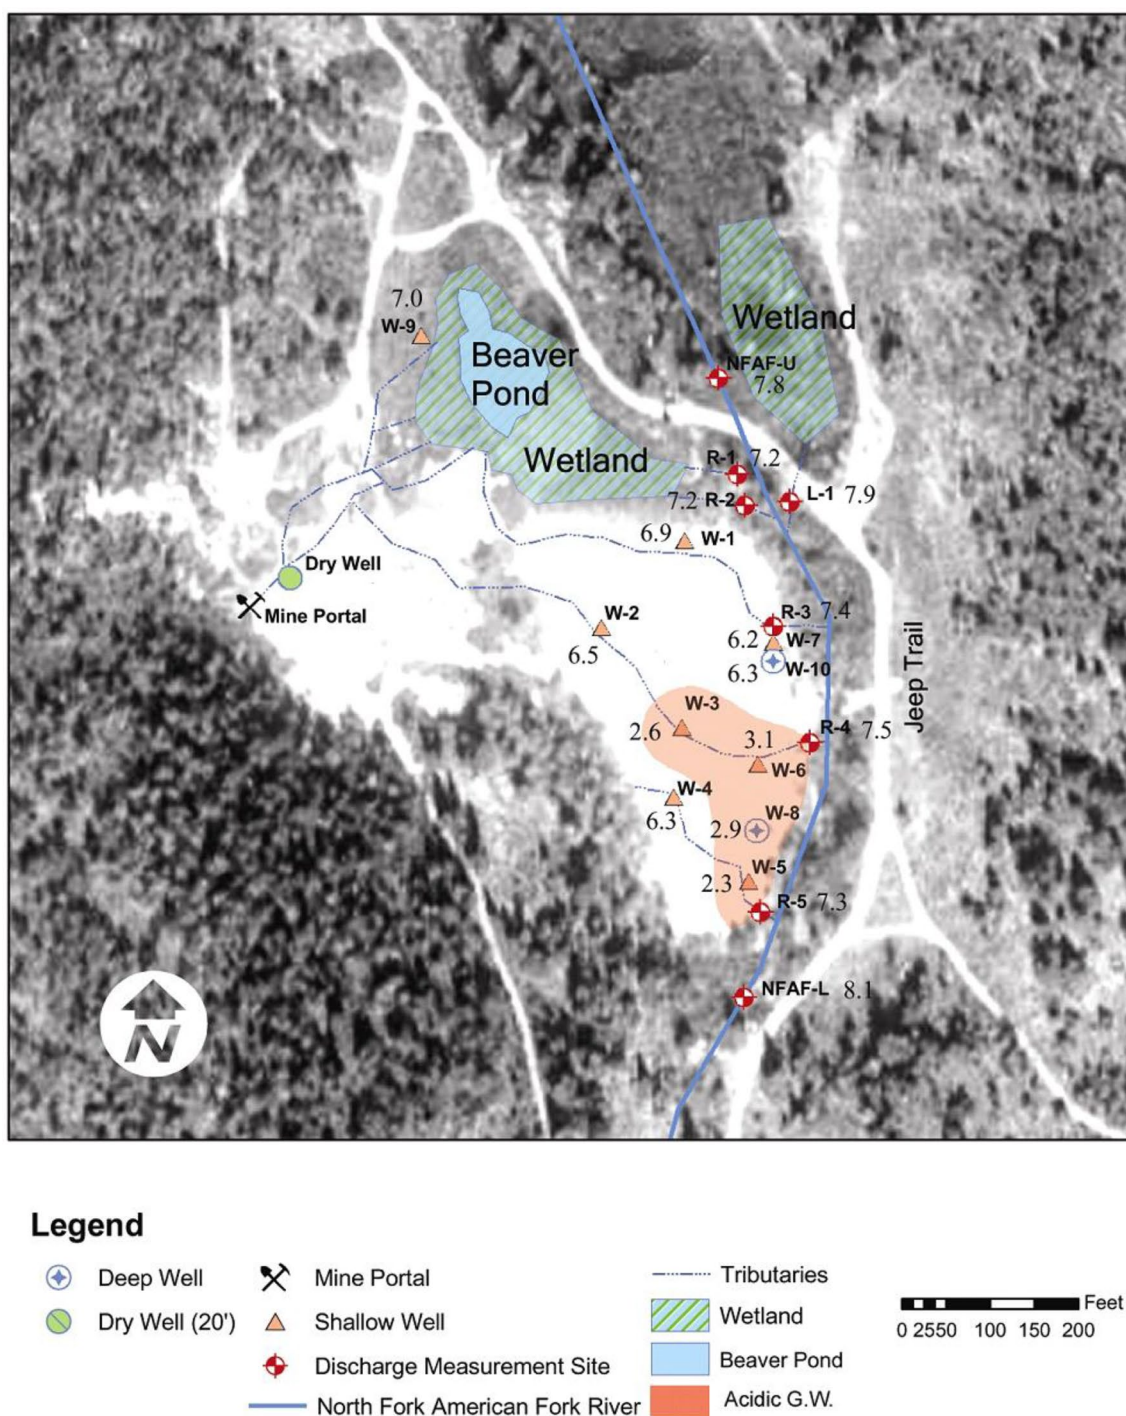 7.0
W-9
Beaver
Pond
Wetland
Wetland
NFAF-U
7.8
R-1 7.2
7.2 R-2
L-1 7.9
6.9 W-1
Dry Well
Mine Portal
W-2
6.5
R-3 7.4
6.2 W-7
6.3 W-10
Jeep Trail
W-3
2.6
3.1
R-4 7.5
W-6
W-4
6.3
W-8
2.9
W-5
2.3
R-5 7.3
NFAF-L 8.1
N
Legend
Deep Well
Dry Well (20')
Mine Portal
Shallow Well
Discharge Measurement Site
North Fork American Fork River
Tributaries
Wetland
Beaver Pond
Acidic G.W.
Feet
0 2550 100 150 200